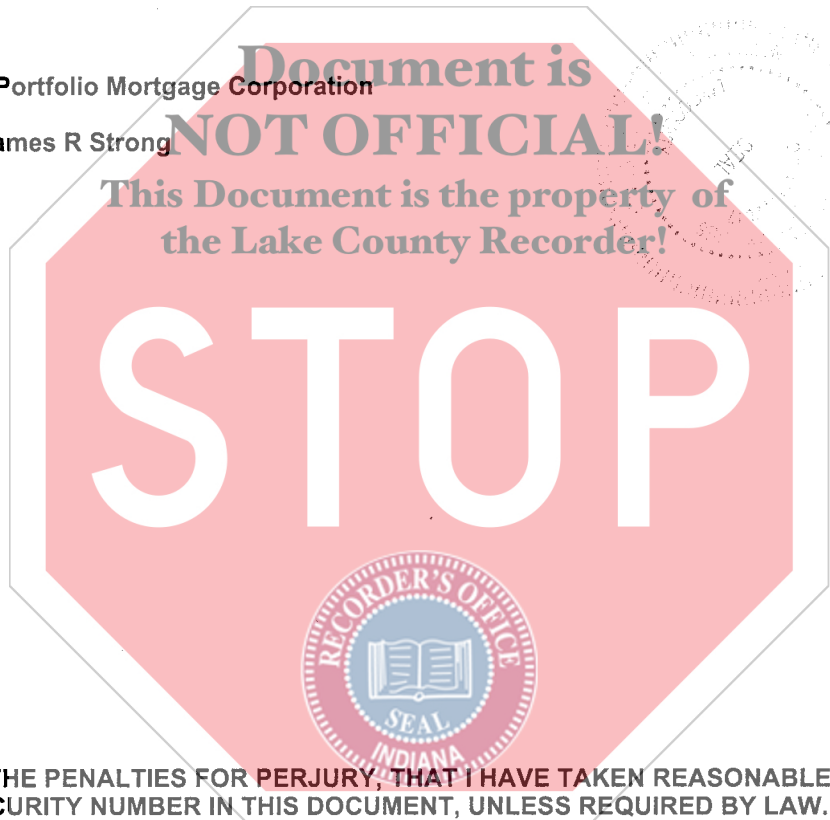 Document is
Portfolio Mortgage Corporation
NOT OFFICIAL!
ames R Strong
This Document is the property of
the Lake County Recorder!
STOP
RECORDER'S OFFICE
SEAL
INDIANA
THE PENALTIES FOR PERJURY, THAT I HAVE TAKEN REASONABLE
CURITY NUMBER IN THIS DOCUMENT, UNLESS REQUIRED BY LAW.